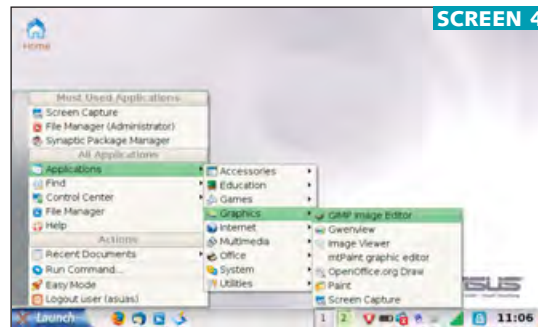 SCREEN 4
Home
Most Used Applications
Screen Capture
File Manager (Administrator)
Synaptic Package Manager
All Applications
Applications
Find
Control Center
File Manager
Help
Actions
Recent Documents
Run Command...
Easy Mode
Logout user (asuas)
Accessories
Education
Games
Graphics
Internet
Multimedia
Office
System
Utilities
GIMP Image Editor
Gwenview
Image Viewer
mtPaint graphic editor
OpenOffice.org Draw
Paint
Screen Capture
ASUS
Launch
1 2
11:06